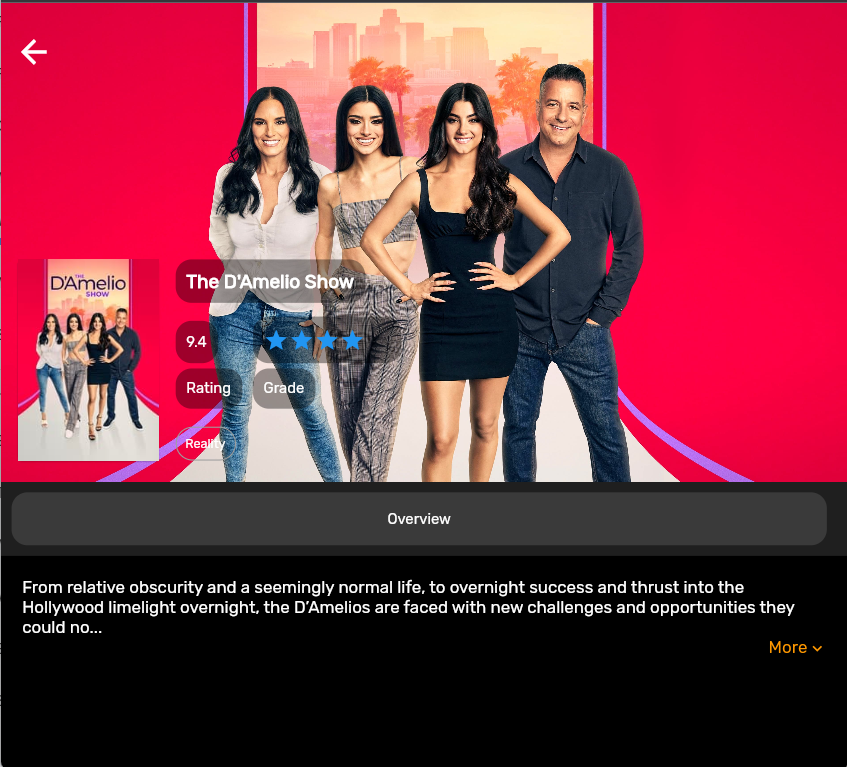 THE
D'Amelio
SHOW
The D'Amelio Show
9.4
Rating
Grade
Reality
Overview
From relative obscurity and a seemingly normal life, to overnight success and thrust into the
Hollywood limelight overnight, the D’Amelios are faced with new challenges and opportunities they
could no...
More